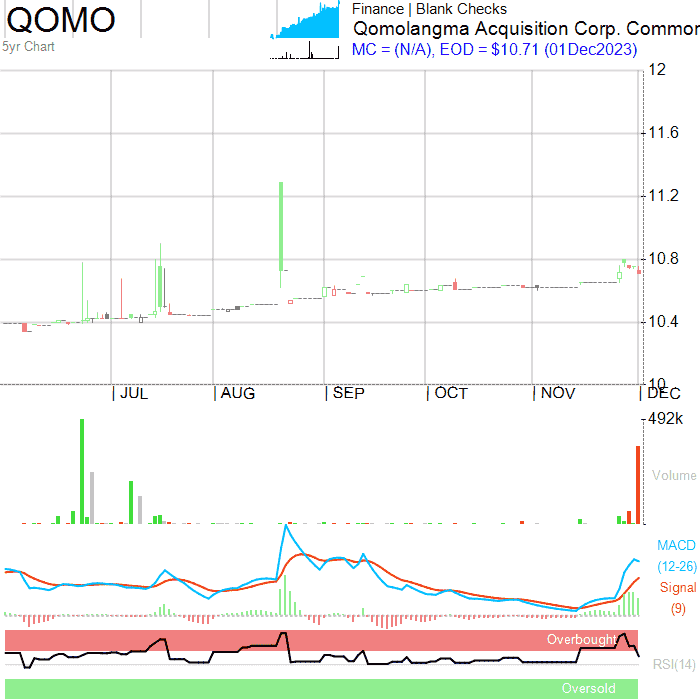 QOMO
5yr Chart
Finance | Blank Checks
Qomolangma Acquisition Corp. Common
MC = (N/A), EOD = $10.71 (01Dec2023)
12
11.6
11.2
10.8
10.4
10
JUL AUG SEP OCT NOV DEC
492k
Volume
MACD
(12-26)
Signal
(9)
Overbought
RSI(14)
Oversold